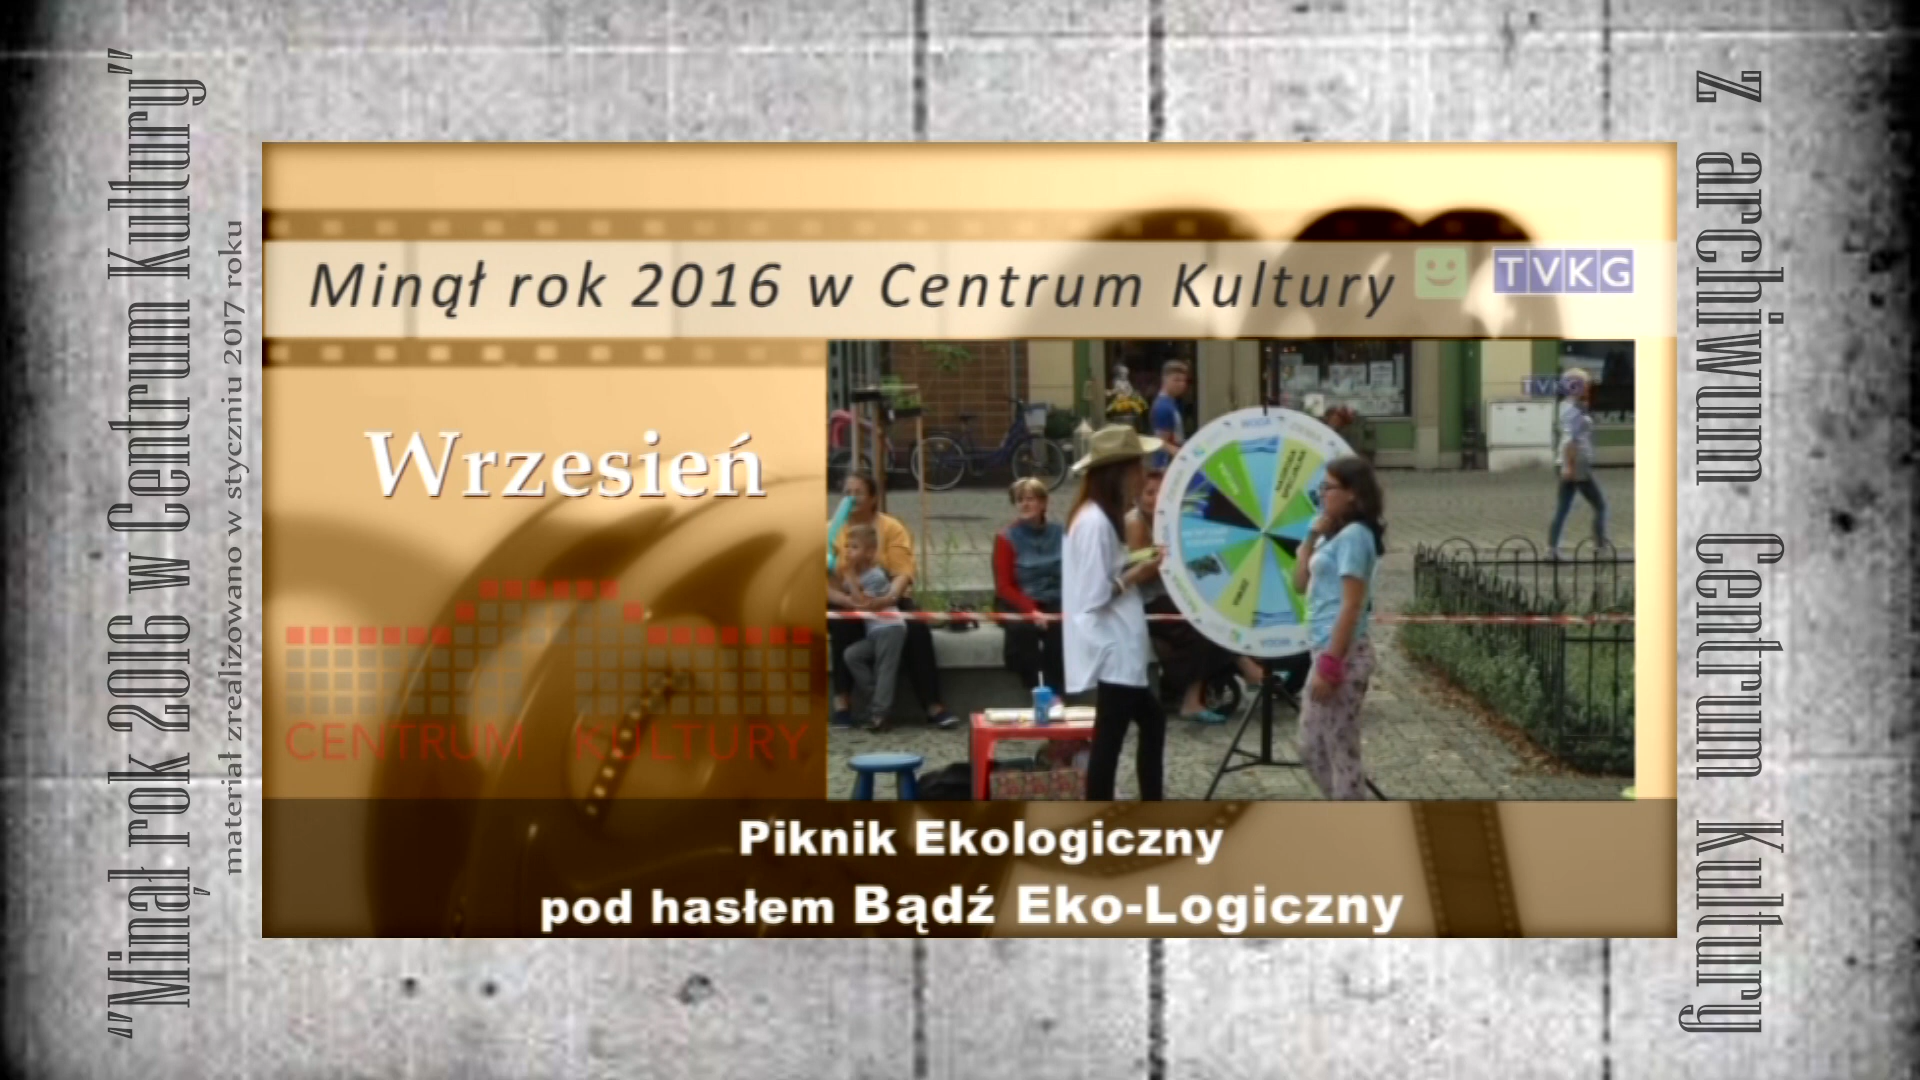 "Minął rok 2016 w Centrum Kultury"
materiał zrealizowano w styczniu 2017 roku
Minął rok 2016 w Centrum Kultury
TVKG
Wrzesień
TVKG
CENTRUM KULTURY
Piknik Ekologiczny
pod hasłem Bądź Eko-Logiczny
Z archiwum Centrum Kultury